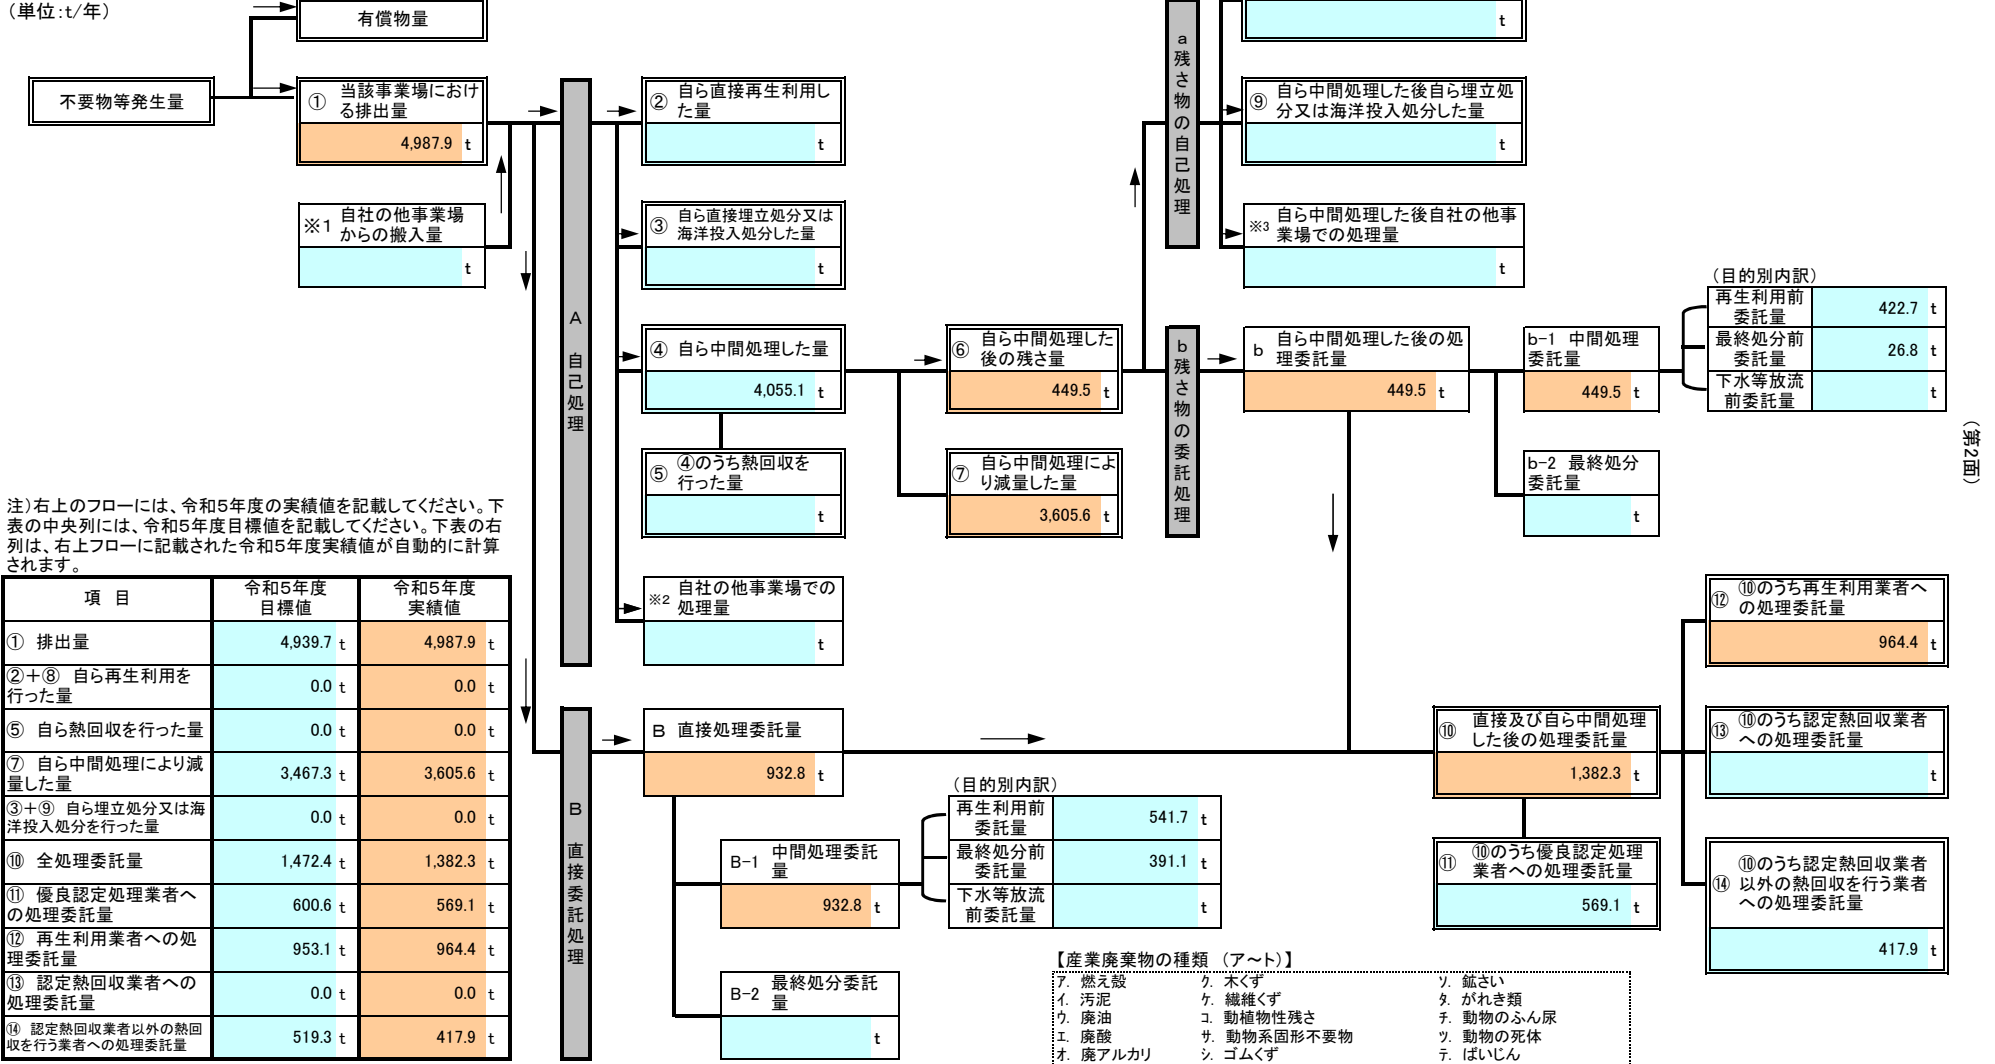 (単位:t/年)
有償物量
不要物等発生量
① 当該事業場におけ
る排出量
4,987.9 t
※1 自社の他事業場
からの搬入量
t
A 自己処理
② 自ら直接再生利用し
た量
t
③ 自ら直接埋立処分又は
海洋投入処分した量
t
④ 自ら中間処理した量
4,055.1 t
⑤ ④のうち熱回収を
行った量
t
※2 自社の他事業場での
処理量
t
⑥ 自ら中間処理した
後の残さ量
449.5 t
⑦ 自ら中間処理によ
り減量した量
3,605.6 t
a残さ物の自己処理
t
⑨ 自ら中間処理した後自ら埋立処
分又は海洋投入処分した量
t
※3 自ら中間処理した後自社の他事
業場での処理量
t
b残さ物の委託処理
b 自ら中間処理した後の処
理委託量
449.5 t
b-1 中間処理
委託量
449.5 t
(目的別内訳)
再生利用前
委託量
422.7 t
最終処分前
委託量
26.8 t
下水等放流
前委託量
t
b-2 最終処分
委託量
t
(第2面)
注)右上のフローには、令和5年度の実績値を記載してください。下
表の中央列には、令和5年度目標値を記載してください。下表の右
列は、右上フローに記載された令和5年度実績値が自動的に計算
されます。
項 目
令和5年度
目標値
令和5年度
実績値
① 排出量 4,939.7 t 4,987.9 t
②+⑧ 自ら再生利用を
行った量
0.0 t 0.0 t
⑤ 自ら熱回収を行った量 0.0 t 0.0 t
⑦ 自ら中間処理により減
量した量
3,467.3 t 3,605.6 t
③+⑨ 自ら埋立処分又は海
洋投入処分を行った量
0.0 t 0.0 t
⑩ 全処理委託量 1,472.4 t 1,382.3 t
⑪ 優良認定処理業者へ
の処理委託量
600.6 t 569.1 t
⑫ 再生利用業者への処
理委託量
953.1 t 964.4 t
⑬ 認定熱回収業者への
処理委託量
0.0 t 0.0 t
⑭ 認定熱回収業者以外の熱回
収を行う業者への処理委託量
519.3 t 417.9 t
B 直接委託処理
B 直接処理委託量
932.8 t
B-1 中間処理委託
量
932.8 t
B-2 最終処分委託
量
t
(目的別内訳)
再生利用前
委託量
541.7 t
最終処分前
委託量
391.1 t
下水等放流
前委託量
t
⑩ 直接及び自ら中間処理
した後の処理委託量
1,382.3 t
⑪ ⑩のうち優良認定処理
業者への処理委託量
569.1 t
⑫ ⑩のうち再生利用業者へ
の処理委託量
964.4 t
⑬ ⑩のうち認定熱回収業者
への処理委託量
t
⑭ ⑩のうち認定熱回収業者
以外の熱回収を行う業者
への処理委託量
417.9 t
【産業廃棄物の種類 (ア~ト)】
ア. 燃え殻 ク. 木くず ソ. 鉱さい
イ. 汚泥 ケ. 繊維くず タ. がれき類
ウ. 廃油 コ. 動植物性残さ チ. 動物のふん尿
エ. 廃酸 サ. 動物系固形不要物 ツ. 動物の死体
オ. 廃アルカリ シ. ゴムくず テ. ばいじん